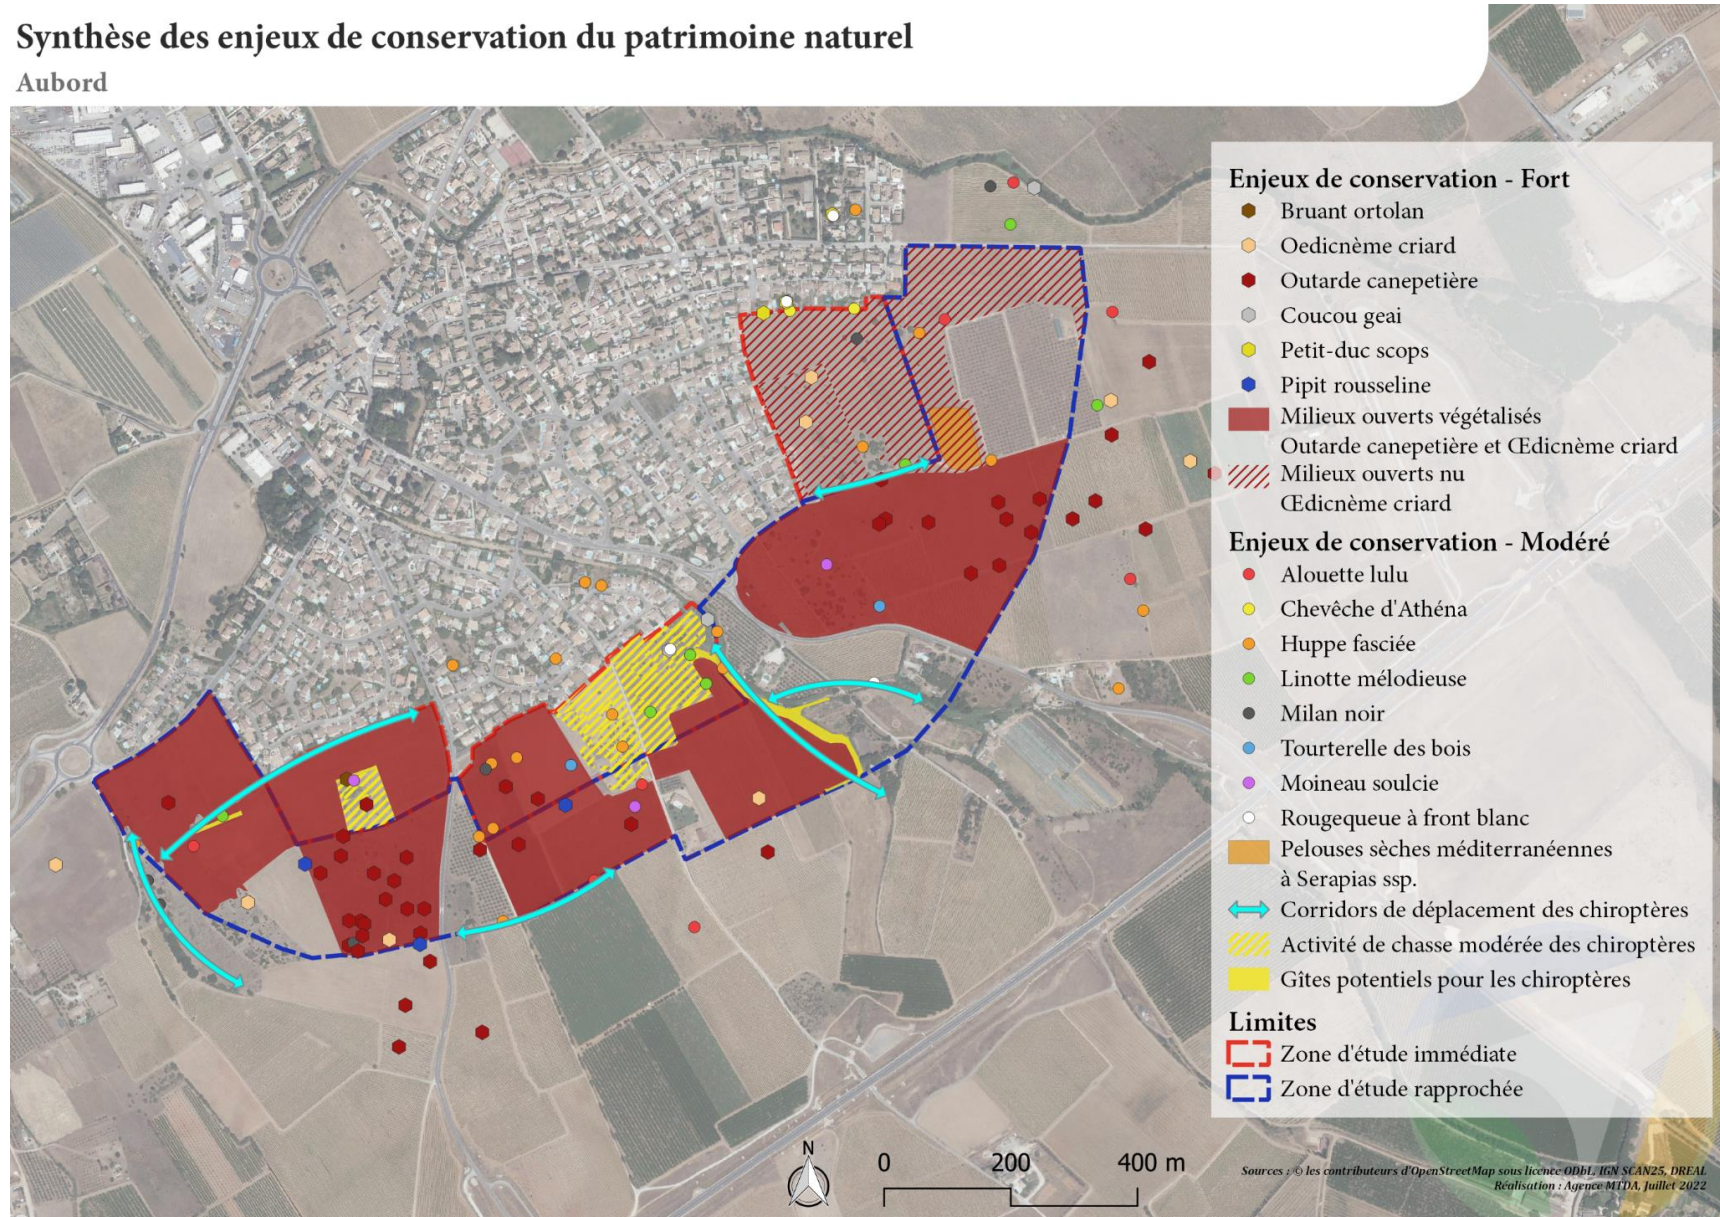 Synthèse des enjeux de conservation du patrimoine naturel
Aubord
Enjeux de conservation - Fort
Bruant ortolan
Oedicnème criard
Outarde canepetière
Coucou geai
Petit-duc scops
Pipit rousseline
Milieux ouverts végétalisés
Outarde canepetière et Œdicnème criard
Milieux ouverts nu
Œdicnème criard
Enjeux de conservation - Modéré
Alouette lulu
Chevêche d'Athéna
Huppe fasciée
Linotte mélodieuse
Milan noir
Tourterelle des bois
Moineau soulcie
Rougequeue à front blanc
Pelouses sèches méditerranéennes
à Serapias ssp.
Corridors de déplacement des chiroptères
Activité de chasse modérée des chiroptères
Gîtes potentiels pour les chiroptères
Limites
Zone d'étude immédiate
Zone d'étude rapprochée
N
0 200 400 m
Sources : © les contributeurs d'OpenStreetMap sous licence ODbL, IGN SCAN25, DREAL
Réalisation : Agence MTDA, Juillet 2022